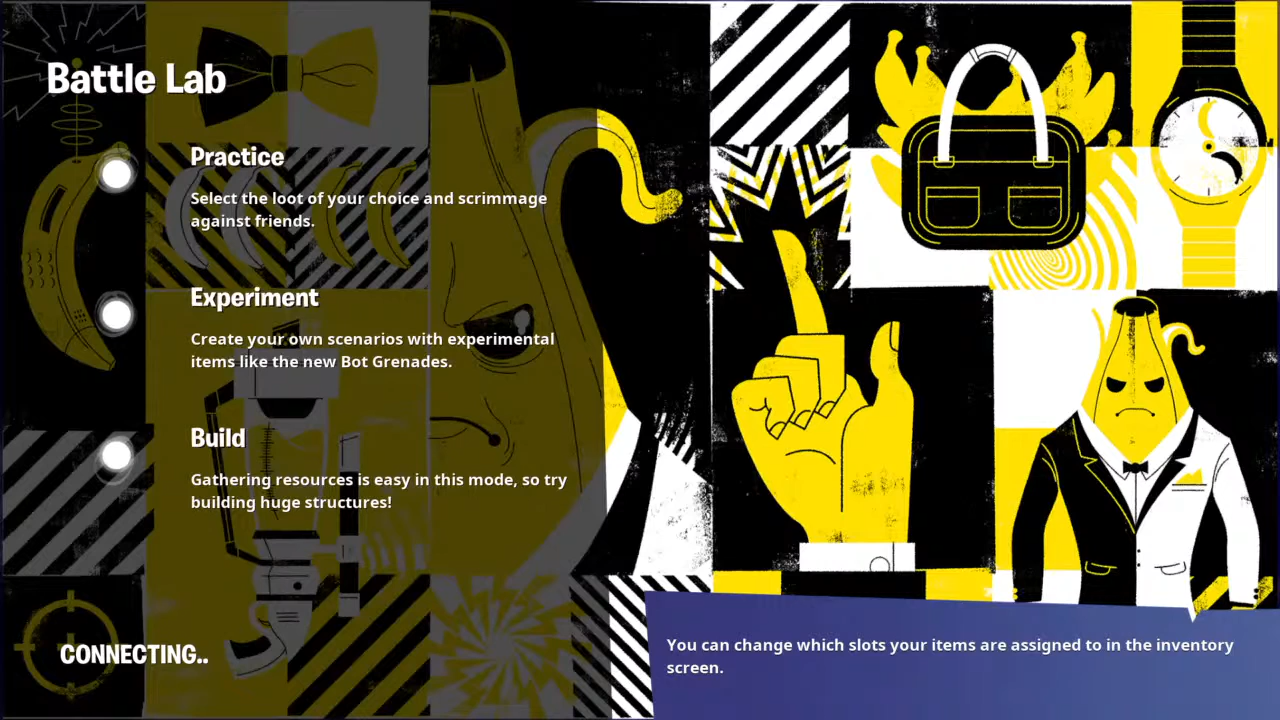 Battle Lab
Practice
Select the loot of your choice and scrimmage
against friends.
Experiment
Create your own scenarios with experimental
items like the new Bot Grenades.
Build
Gathering resources is easy in this mode, so try
building huge structures!
CONNECTING..
You can change which slots your items are assigned to in the inventory
screen.